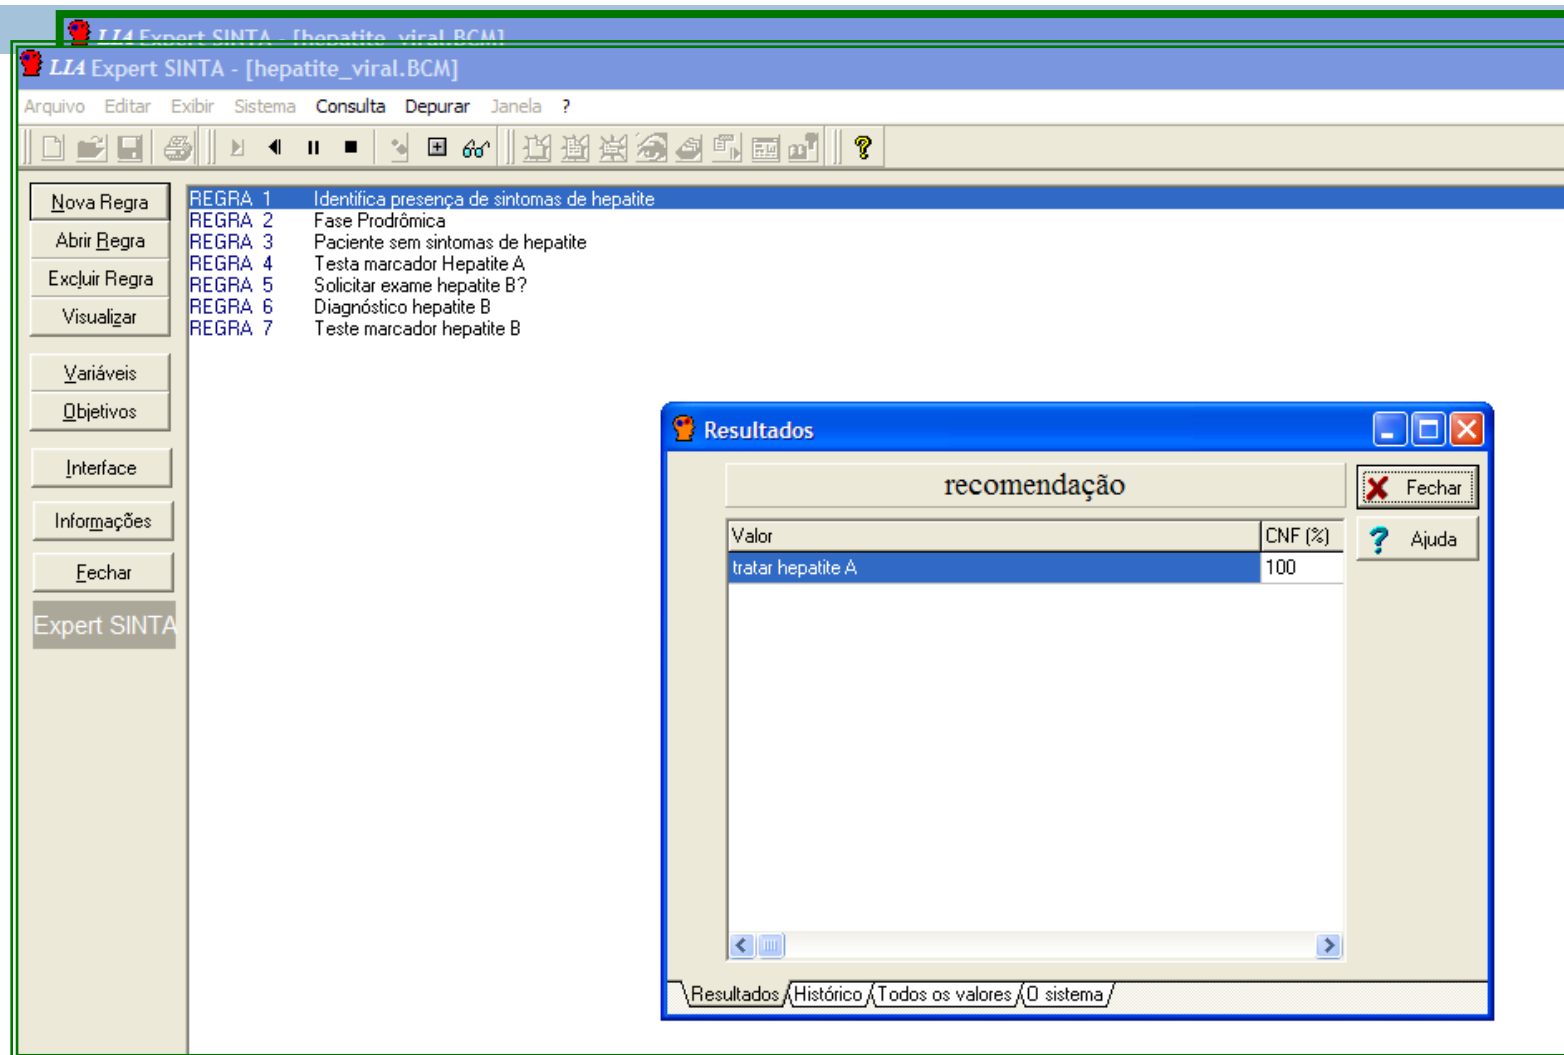 LIA Expert SINTA - [hepatite_viral.BCM]
LIA Expert SINTA - [hepatite_viral.BCM]
Arquivo Editar Exibir Sistema Consulta Depurar Janela ?
Nova Regra
Abrir Regra
Excluir Regra
Visualizar
Variáveis
Objetivos
Interface
Informações
Fechar
Expert SINTA
REGRA 1 Identifica presença de sintomas de hepatite
REGRA 2 Fase Prodrômica
REGRA 3 Paciente sem sintomas de hepatite
REGRA 4 Testa marcador Hepatite A
REGRA 5 Solicitar exame hepatite B?
REGRA 6 Diagnóstico hepatite B
REGRA 7 Teste marcador hepatite B
Resultados
recomendação
Valor CNF (%)
tratar hepatite A 100
Fechar
Ajuda
Resultados Histórico Todos os valores O sistema